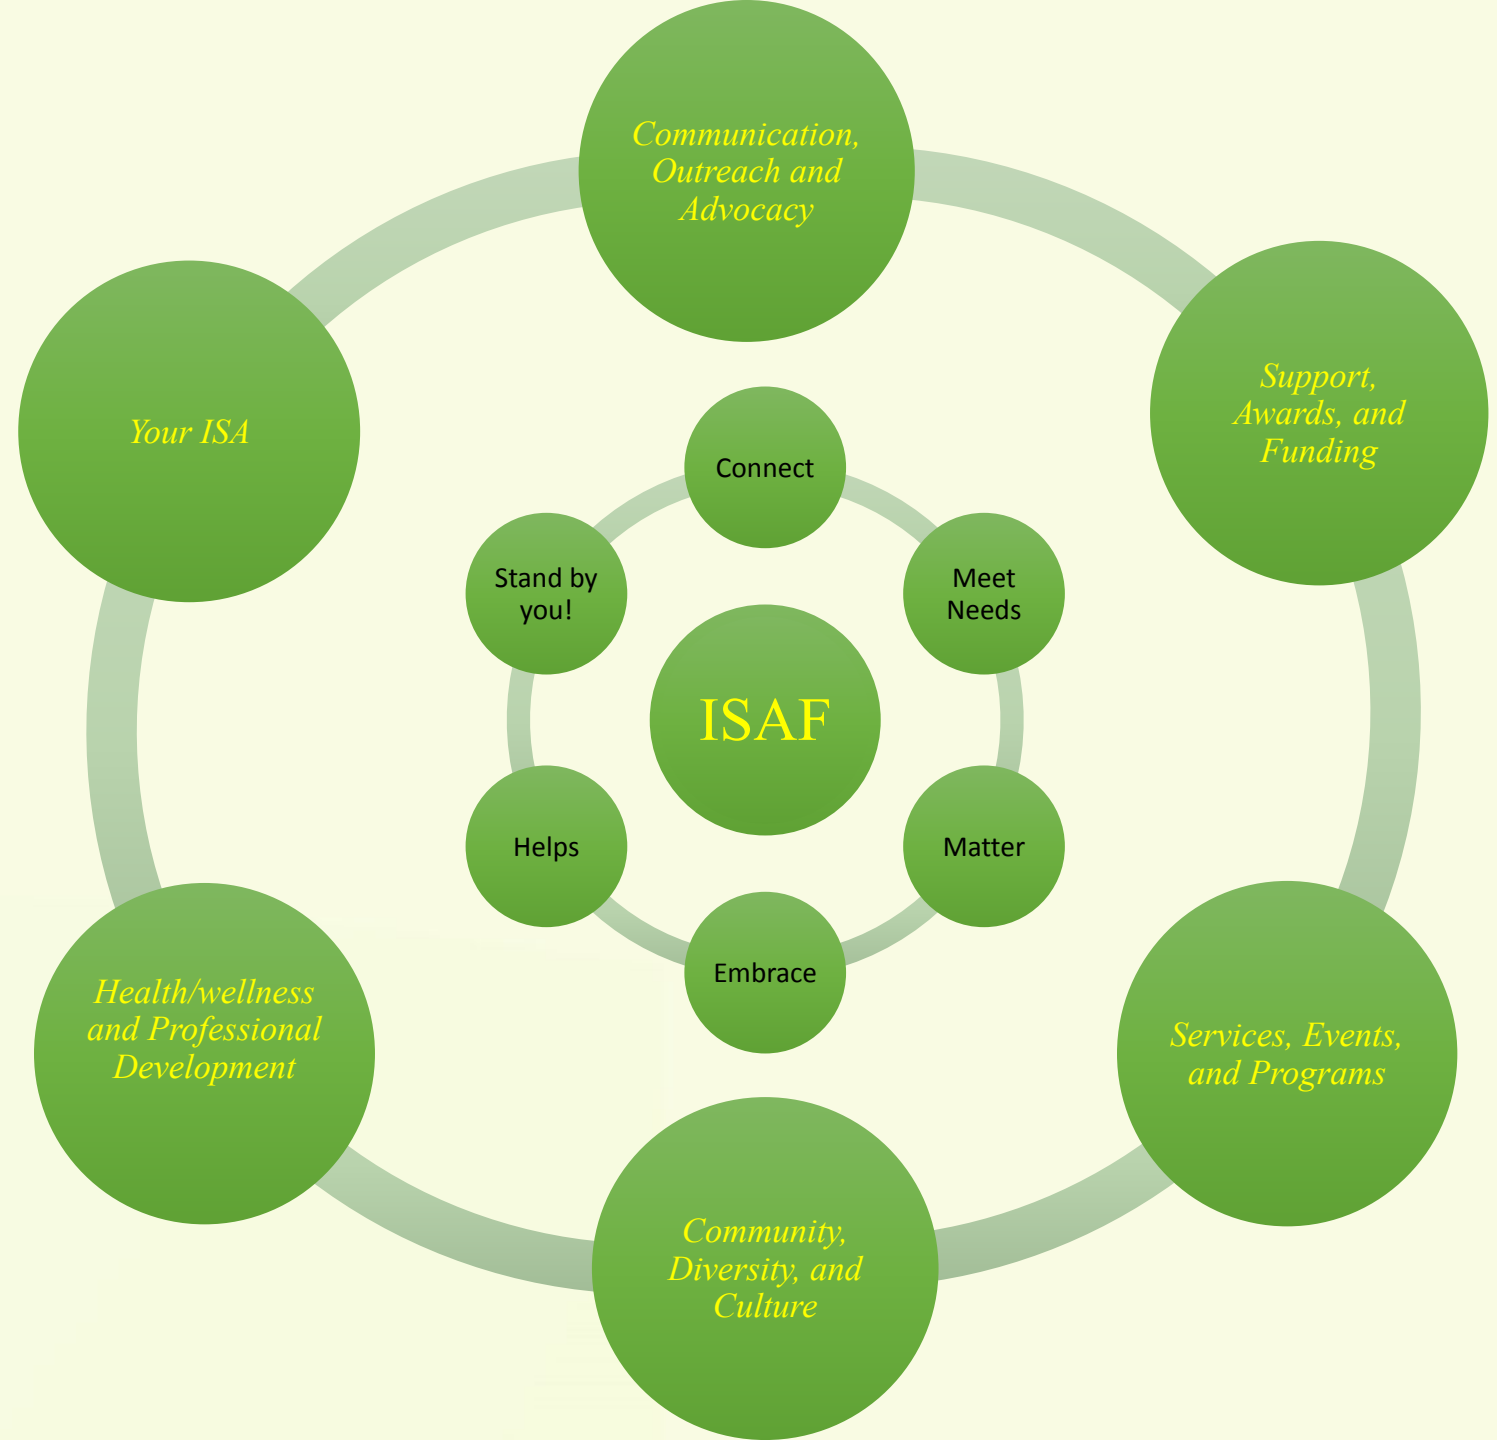 Communication,
Outreach and
Advocacy
Support,
Awards, and
Funding
Your ISA
Connect
Stand by
you!
Meet
Needs
ISAF
Helps
Matter
Embrace
Health/wellness
and Professional
Development
Services, Events,
and Programs
Community,
Diversity, and
Culture